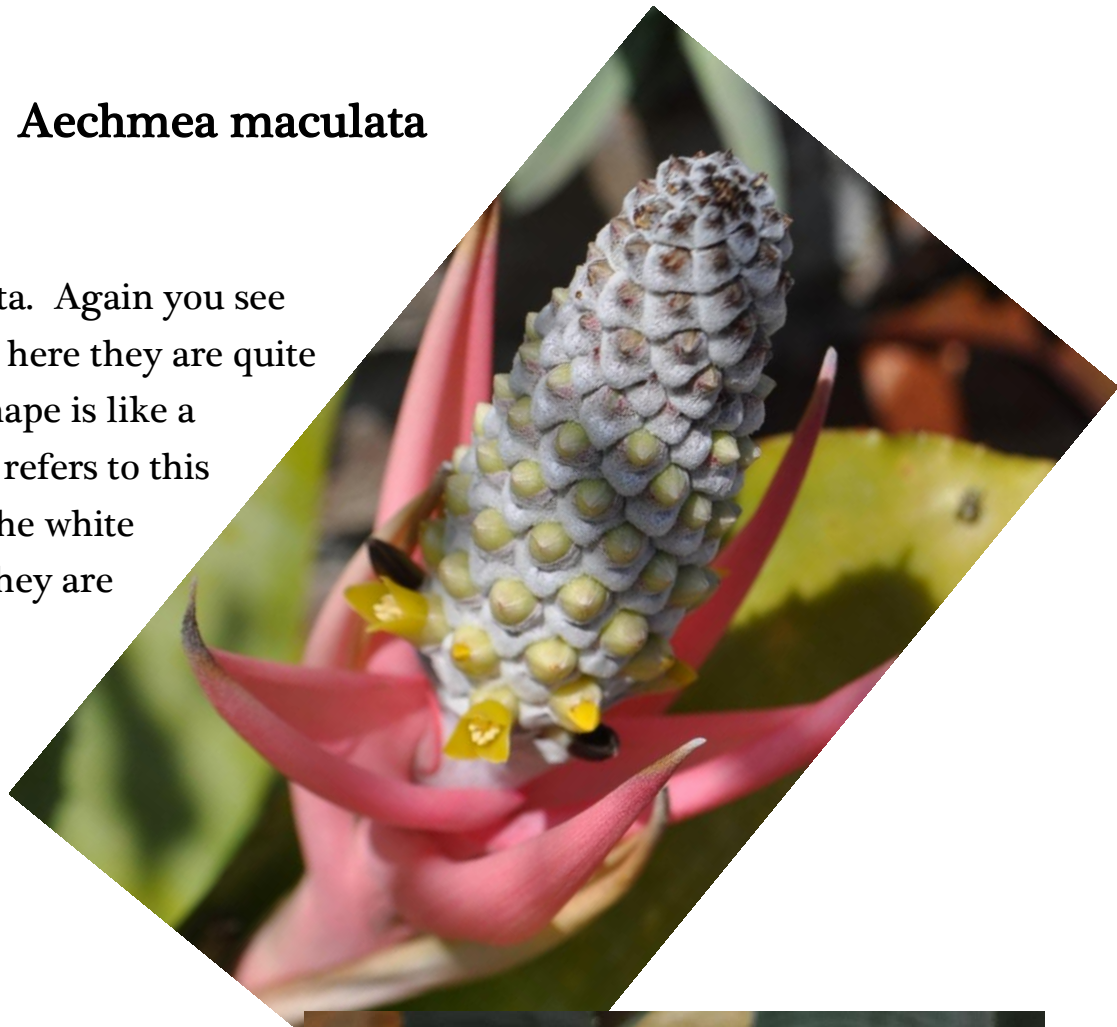 Aechmea maculata
ta. Again you see
here they are quite
ape is like a
refers to this
he white
hey are